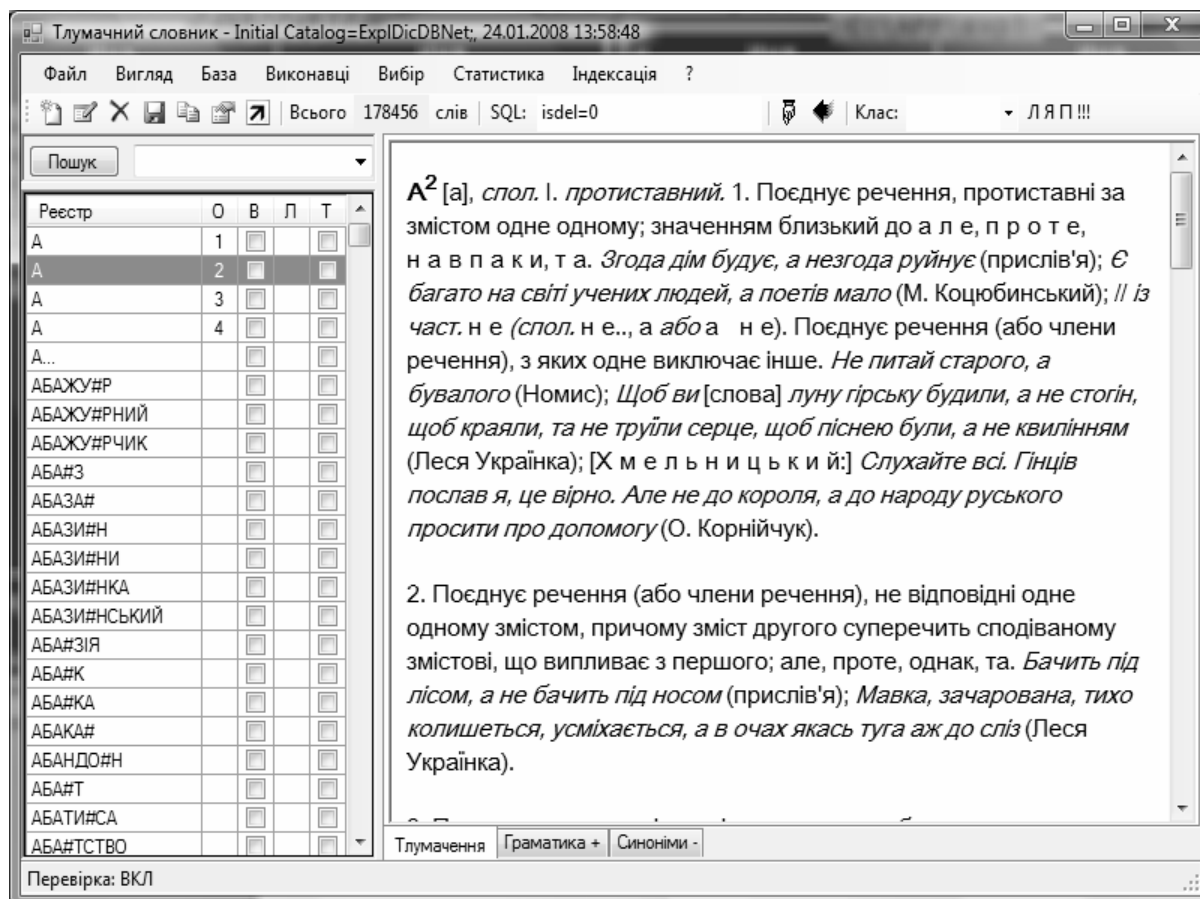 Тлумачний словник - Initial Catalog=ExplDicDBNet;, 24.01.2008 13:58:48
Файл Вигляд База Виконавці Вибір Статистика Індексація ?
Всього 178456 слів SQL: isdel=0 Клас: Л Я П !!!
Пошук
Реєстр О В Л Т
А 1
А 2
А 3
А 4
А...
АБАЖУ#Р
АБАЖУ#РНИЙ
АБАЖУ#РЧИК
АБА#З
АБАЗА#
АБАЗИ#Н
АБАЗИ#НИ
АБАЗИ#НКА
АБАЗИ#НСЬКИЙ
АБА#ЗІЯ
АБА#К
АБА#КА
АБАКА#
АБАНДО#Н
АБА#Т
АБАТИ#СА
АБА#ТСТВО
А² [а], спол. І. протиставний. 1. Поєднує речення, протиставні за
змістом одне одному; значенням близький до а л е, п р о т е,
н а в п а к и, т а. Згода дім будує, а незгода руйнує (прислів'я); Є
багато на світі учених людей, а поетів мало (М. Коцюбинський); // із
част. н е (спол. н е.., а або а н е). Поєднує речення (або члени
речення), з яких одне виключає інше. Не питай старого, а
бувалого (Номис); Щоб ви [слова] луну гірську будили, а не стогін,
щоб краяли, та не труїли серце, щоб піснею були, а не квилінням
(Леся Українка); [Х м е л ь н и ц ь к и й:] Слухайте всі. Гінців
послав я, це вірно. Але не до короля, а до народу руського
просити про допомогу (О. Корнійчук).
2. Поєднує речення (або члени речення), не відповідні одне
одному змістом, причому зміст другого суперечить сподіваному
змістові, що випливає з першого; але, проте, однак, та. Бачить під
лісом, а не бачить під носом (прислів'я); Мавка, зачарована, тихо
колишеться, усміхається, а в очах якась туга аж до сліз (Леся
Українка).
Тлумачення Граматика + Синоніми -
Перевірка: ВКЛ